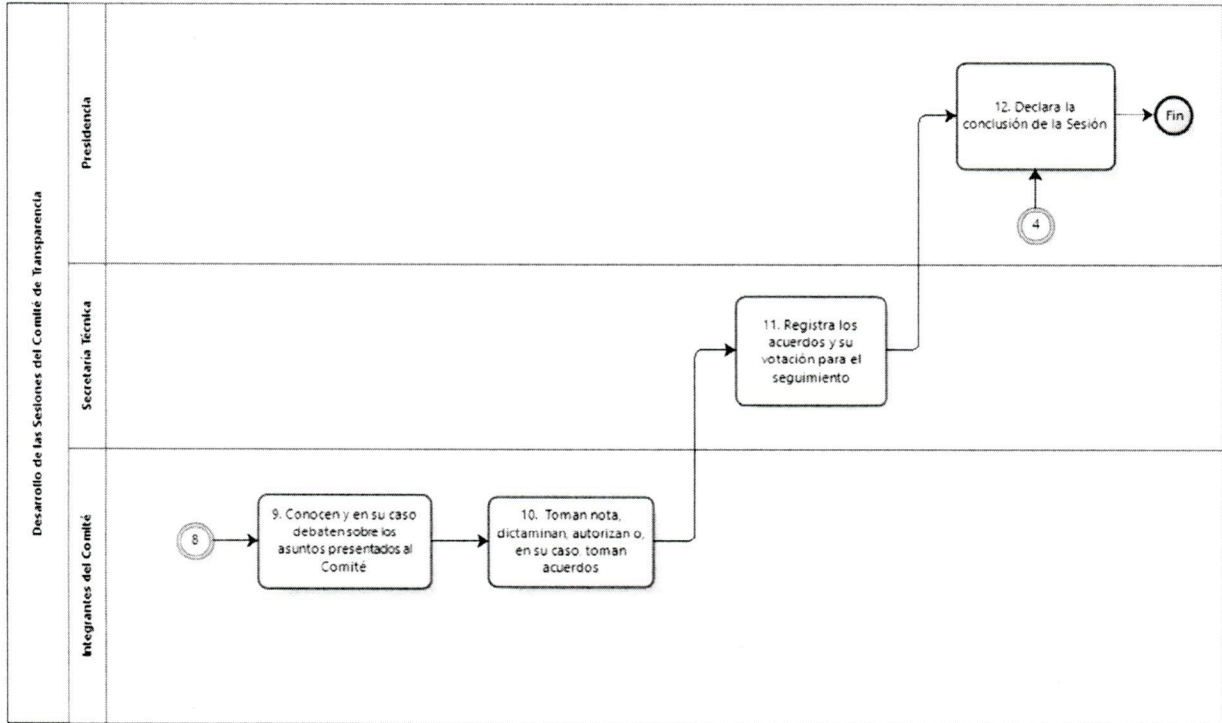 Desarrollo de las Sesiones del Comité de Transparencia
Presidencia
12. Declara la
conclusión de la Sesión
Fin
4
Secretaría Técnica
11. Registra los
acuerdos y su
votación para el
seguimiento
Integrantes del Comité
8
9. Conocen y en su caso
debaten sobre los
asuntos presentados al
Comité
10. Toman nota,
dictaminan, autorizan o,
en su caso, toman
acuerdos